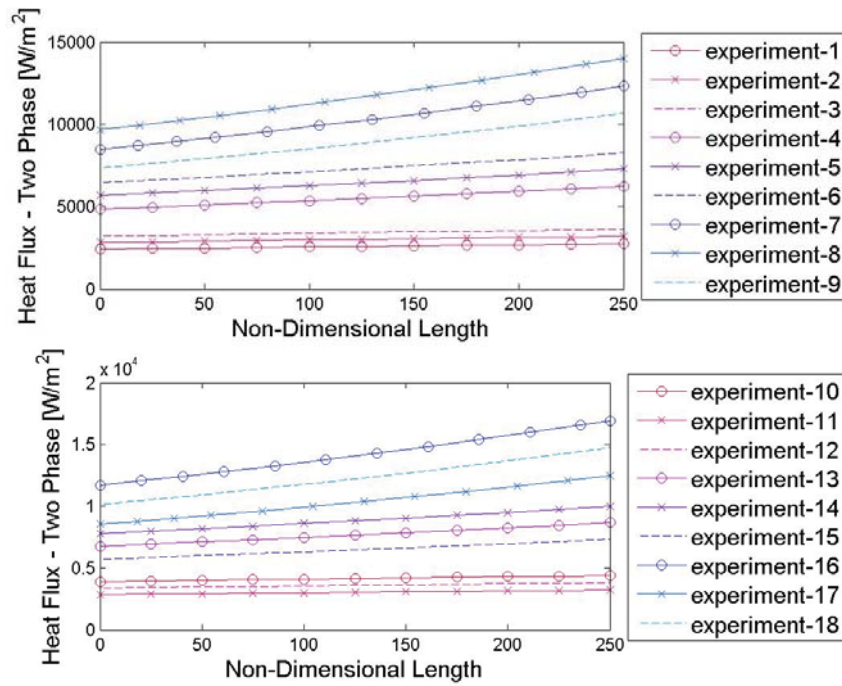 Heat Flux - Two Phase [W/m²]
15000
10000
5000
0
0 50 100 150 200 250
Non-Dimensional Length
experiment-1
experiment-2
experiment-3
experiment-4
experiment-5
experiment-6
experiment-7
experiment-8
experiment-9
Heat Flux - Two Phase [W/m²]
x 10⁴
2
1.5
1
0.5
0
0 50 100 150 200 250
Non-Dimensional Length
experiment-10
experiment-11
experiment-12
experiment-13
experiment-14
experiment-15
experiment-16
experiment-17
experiment-18